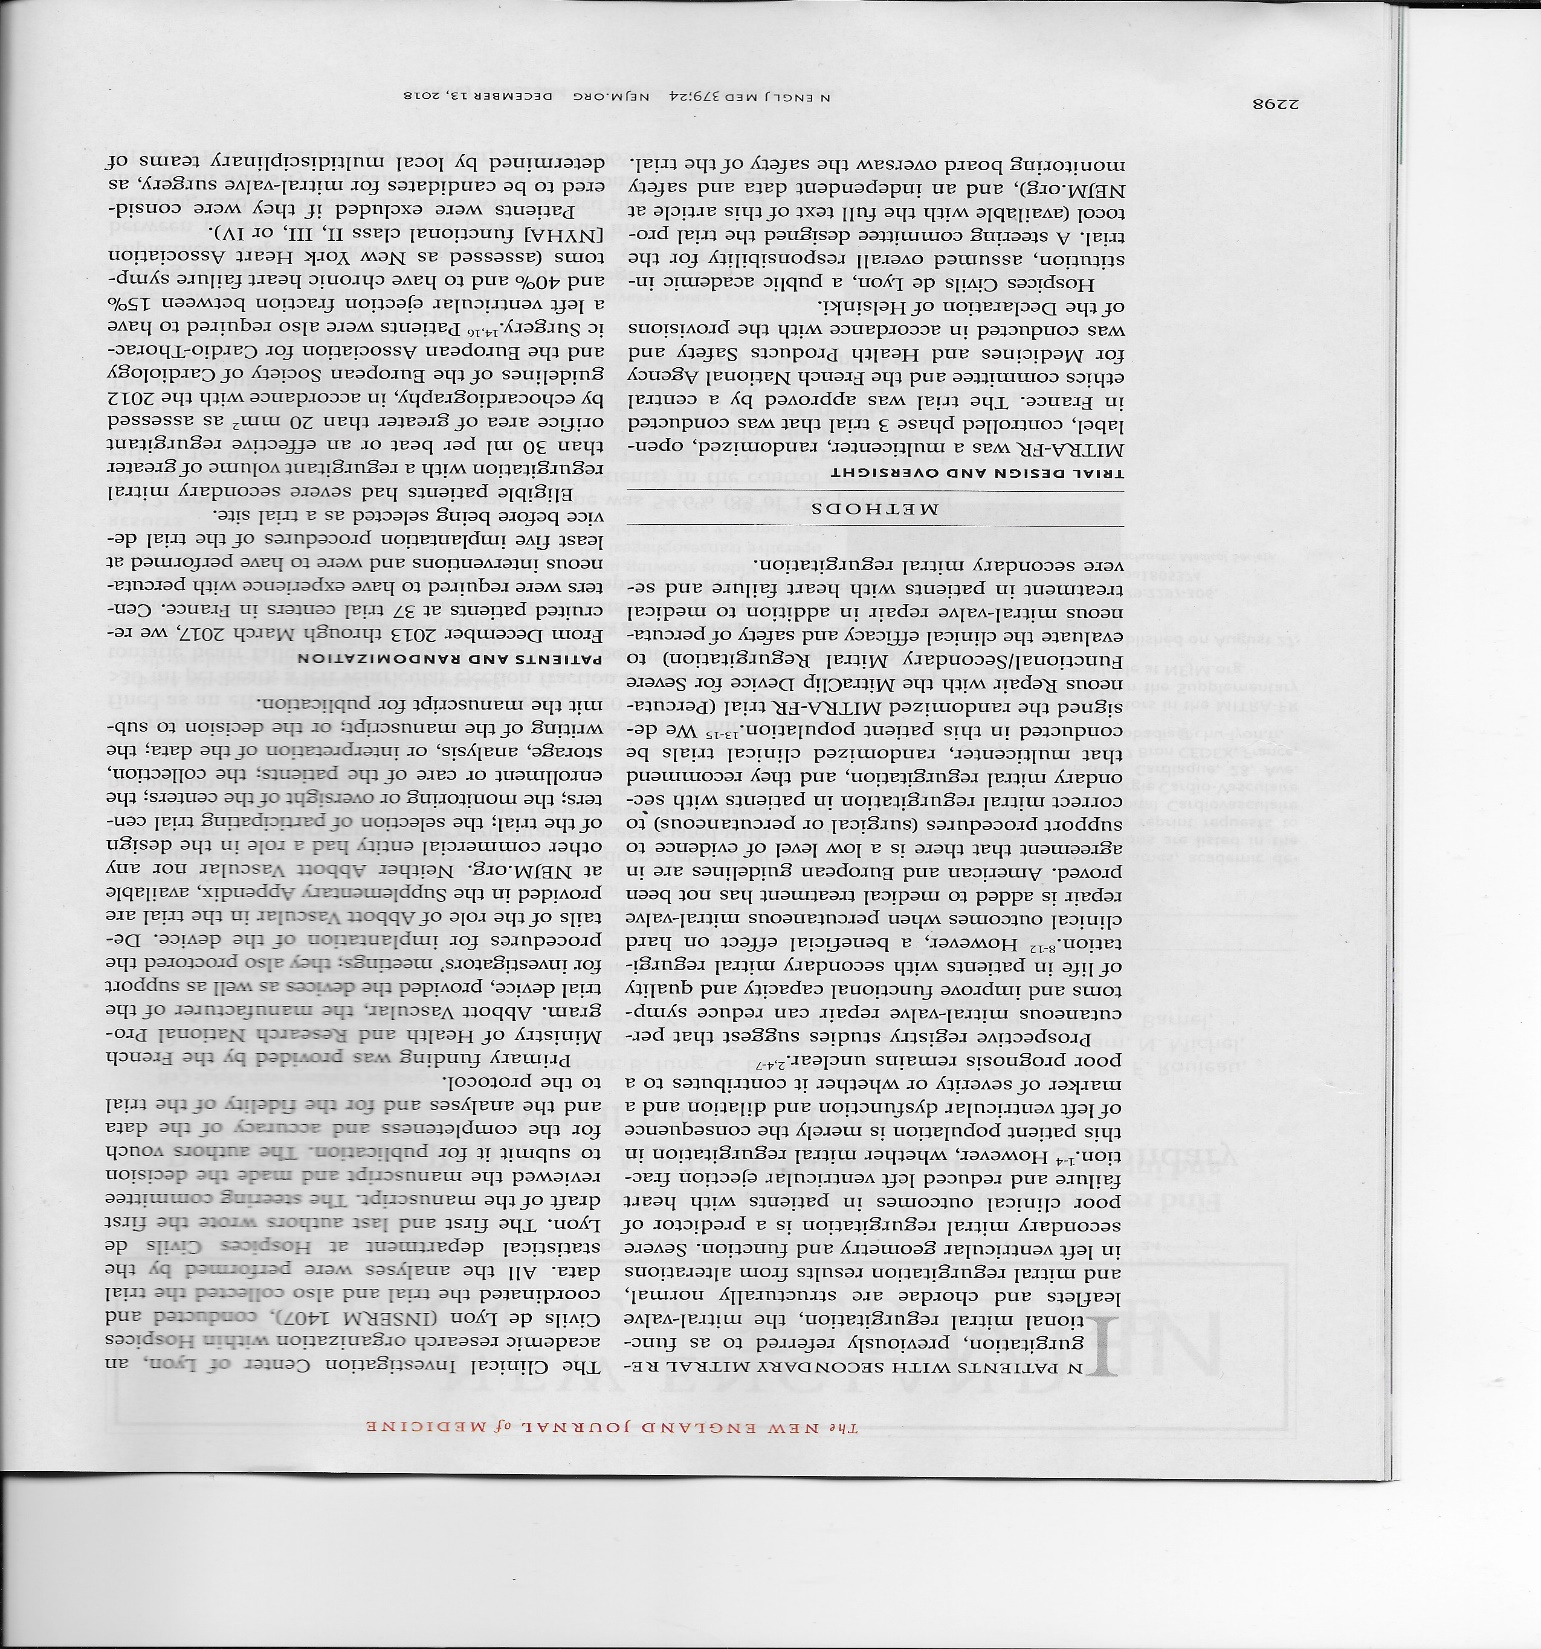 The NEW ENGLAND JOURNAL of MEDICINE
IN PATIENTS WITH SECONDARY MITRAL RE-
gurgitation, previously referred to as func-
tional mitral regurgitation, the mitral-valve
leaflets and chordae are structurally normal,
and mitral regurgitation results from alterations
in left ventricular geometry and function. Severe
secondary mitral regurgitation is a predictor of
poor clinical outcomes in patients with heart
failure and reduced left ventricular ejection frac-
tion.1-4 However, whether mitral regurgitation in
this patient population is merely the consequence
of left ventricular dysfunction and dilation and a
marker of severity or whether it contributes to a
poor prognosis remains unclear.2,4-7
Prospective registry studies suggest that per-
cutaneous mitral-valve repair can reduce symp-
toms and improve functional capacity and quality
of life in patients with secondary mitral regurgi-
tation.8-12 However, a beneficial effect on hard
clinical outcomes when percutaneous mitral-valve
repair is added to medical treatment has not been
proved. American and European guidelines are in
agreement that there is a low level of evidence to
support procedures (surgical or percutaneous) to
correct mitral regurgitation in patients with sec-
ondary mitral regurgitation, and they recommend
that multicenter, randomized clinical trials be
conducted in this patient population.13-15 We de-
signed the randomized MITRA-FR trial (Percuta-
neous Repair with the MitraClip Device for Severe
Functional/Secondary Mitral Regurgitation) to
evaluate the clinical efficacy and safety of percuta-
neous mitral-valve repair in addition to medical
treatment in patients with heart failure and se-
vere secondary mitral regurgitation.
METHODS
TRIAL DESIGN AND OVERSIGHT
MITRA-FR was a multicenter, randomized, open-
label, controlled phase 3 trial that was conducted
in France. The trial was approved by a central
ethics committee and the French National Agency
for Medicines and Health Products Safety and
was conducted in accordance with the provisions
of the Declaration of Helsinki.
Hospices Civils de Lyon, a public academic in-
stitution, assumed overall responsibility for the
trial. A steering committee designed the trial pro-
tocol (available with the full text of this article at
NEJM.org), and an independent data and safety
monitoring board oversaw the safety of the trial.
The Clinical Investigation Center of Lyon, an
academic research organization within Hospices
Civils de Lyon (INSERM 1407), conducted and
coordinated the trial and also collected the trial
data. All the analyses were performed by the
statistical department at Hospices Civils de
Lyon. The first and last authors wrote the first
draft of the manuscript. The steering committee
reviewed the manuscript and made the decision
to submit it for publication. The authors vouch
for the completeness and accuracy of the data
and the analyses and for the fidelity of the trial
to the protocol.
Primary funding was provided by the French
Ministry of Health and Research National Pro-
gram. Abbott Vascular, the manufacturer of the
trial device, provided the devices as well as support
for investigators' meetings; they also proctored the
procedures for implantation of the device. De-
tails of the role of Abbott Vascular in the trial are
provided in the Supplementary Appendix, available
at NEJM.org. Neither Abbott Vascular nor any
other commercial entity had a role in the design
of the trial; the selection of participating trial cen-
ters; the monitoring or oversight of the centers; the
enrollment or care of the patients; the collection,
storage, analysis, or interpretation of the data; the
writing of the manuscript; or the decision to sub-
mit the manuscript for publication.
PATIENTS AND RANDOMIZATION
From December 2013 through March 2017, we re-
cruited patients at 37 trial centers in France. Cen-
ters were required to have experience with percuta-
neous interventions and were to have performed at
least five implantation procedures of the trial de-
vice before being selected as a trial site.
Eligible patients had severe secondary mitral
regurgitation with a regurgitant volume of greater
than 30 ml per beat or an effective regurgitant
orifice area of greater than 20 mm² as assessed
by echocardiography, in accordance with the 2012
guidelines of the European Society of Cardiology
and the European Association for Cardio-Thorac-
ic Surgery.14,16 Patients were also required to have
a left ventricular ejection fraction between 15%
and 40% and to have chronic heart failure symp-
toms (assessed as New York Heart Association
[NYHA] functional class II, III, or IV).
Patients were excluded if they were consid-
ered to be candidates for mitral-valve surgery, as
determined by local multidisciplinary teams of
2298
N ENGL J MED 379;24 NEJM.ORG DECEMBER 13, 2018